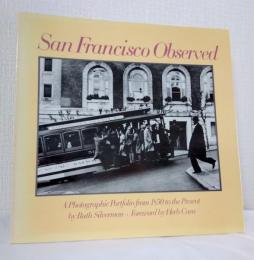 San Francisco Observed
A Photographic Portfolio from 1850 to the Present
by Ruth Silverman · Foreword by Herb Caen